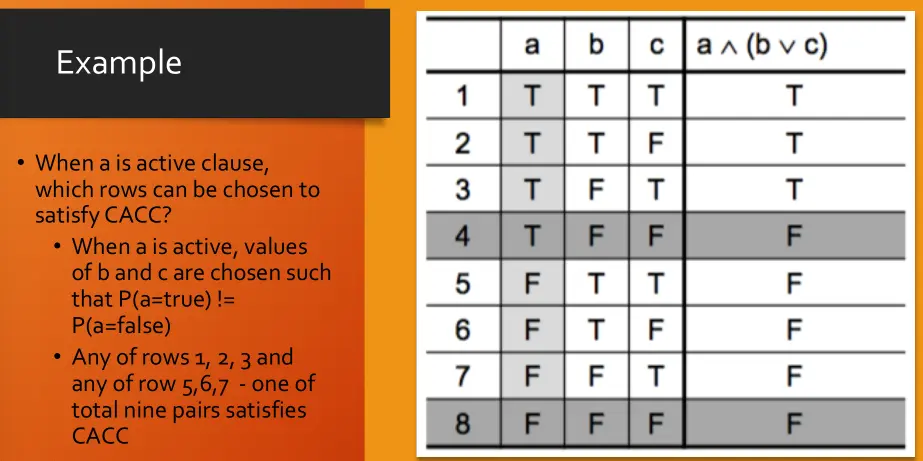 Example
• When a is active clause,
which rows can be chosen to
satisfy CACC?
• When a is active, values
of b and c are chosen such
that P(a=true) !=
P(a=false)
• Any of rows 1, 2, 3 and
any of row 5,6,7 - one of
total nine pairs satisfies
CACC
a b c a ∧ (b ∨ c)
1 T T T T
2 T T F T
3 T F T T
4 T F F F
5 F T T F
6 F T F F
7 F F T F
8 F F F F